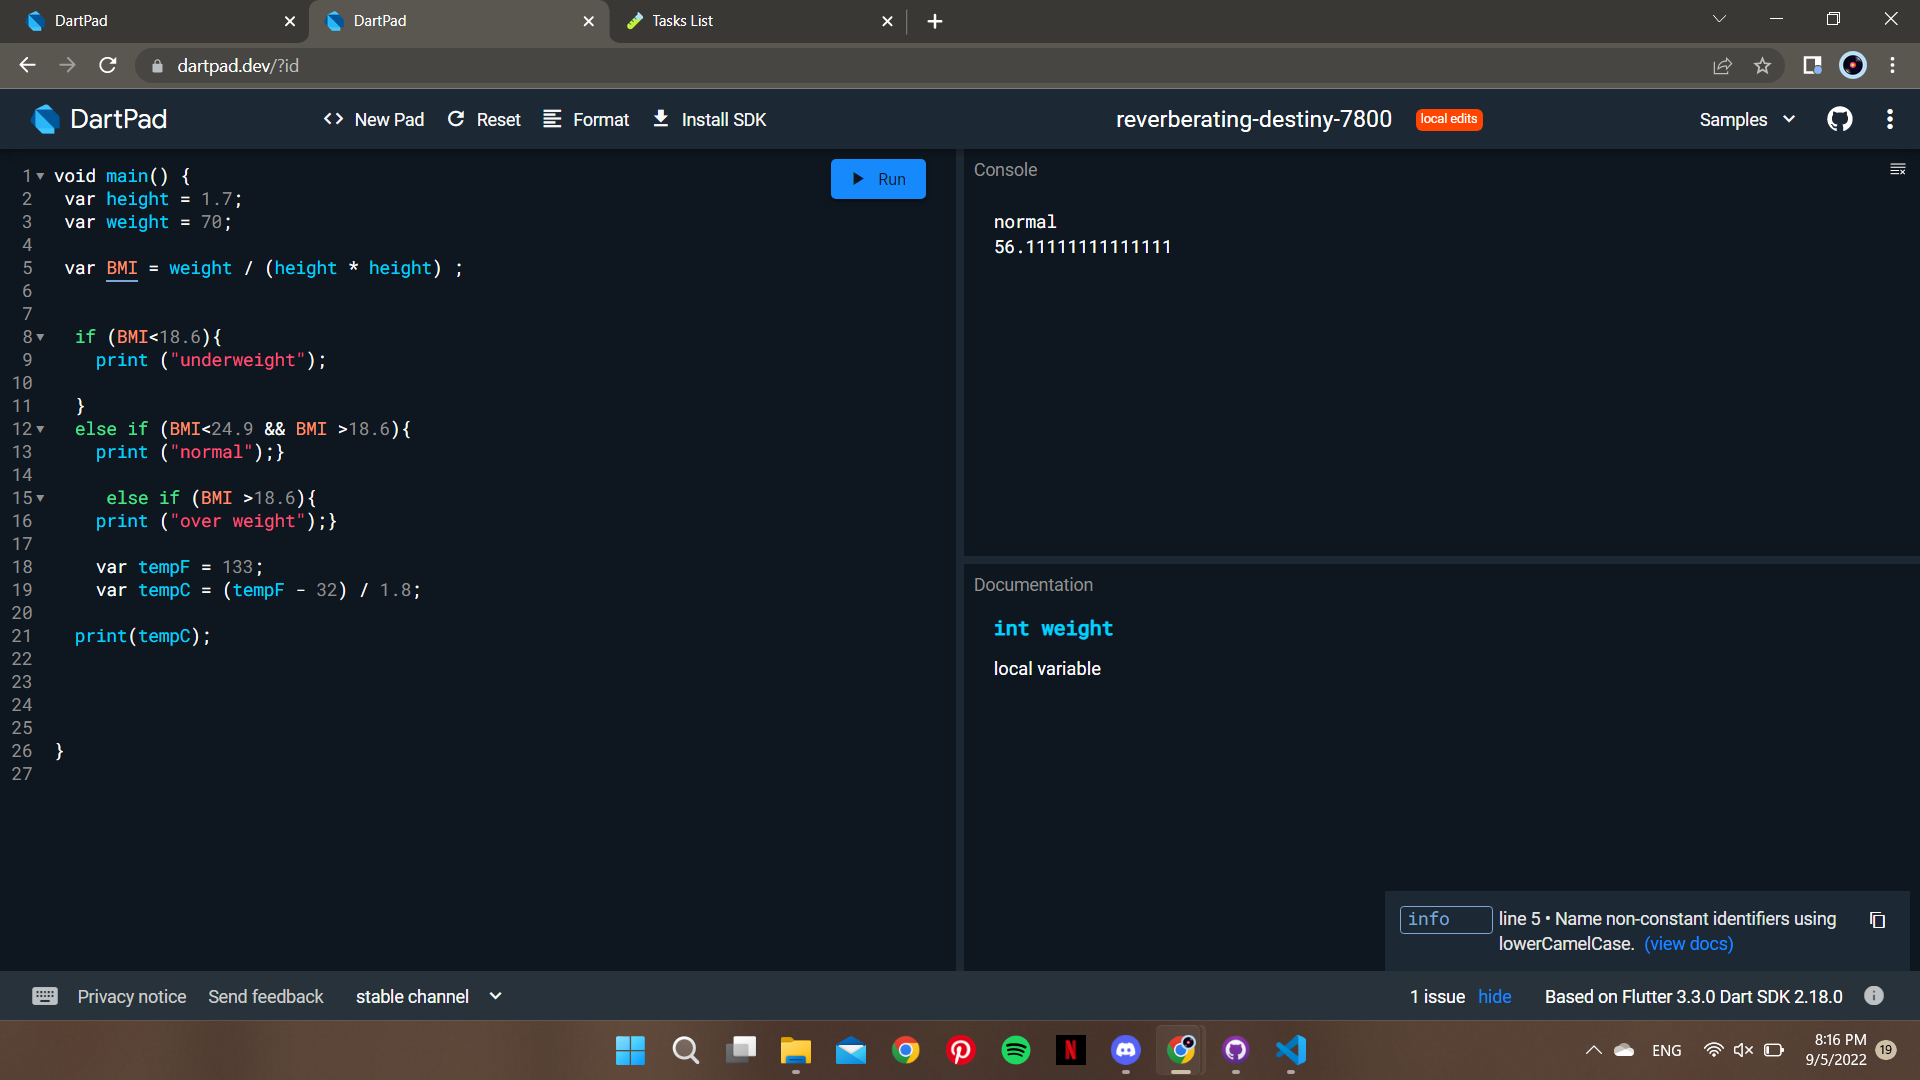 DartPad
DartPad
Tasks List
dartpad.dev/?id
DartPad
New Pad
Reset
Format
Install SDK
reverberating-destiny-7800
local edits
Samples
1 void main() {
2 var height = 1.7;
3 var weight = 70;
4
5 var BMI = weight / (height * height) ;
6
7
8 if (BMI<18.6){
9 print ("underweight");
10
11 }
12 else if (BMI<24.9 && BMI >18.6){
13 print ("normal");}
14
15 else if (BMI >18.6){
16 print ("over weight");}
17
18 var tempF = 133;
19 var tempC = (tempF - 32) / 1.8;
20
21 print(tempC);
22
23
24
25
26 }
27
Run
Console
normal
56.11111111111111
Documentation
int weight
local variable
info
line 5 • Name non-constant identifiers using
lowerCamelCase. (view docs)
Privacy notice
Send feedback
stable channel
1 issue hide
Based on Flutter 3.3.0 Dart SDK 2.18.0
ENG
8:16 PM
9/5/2022
19